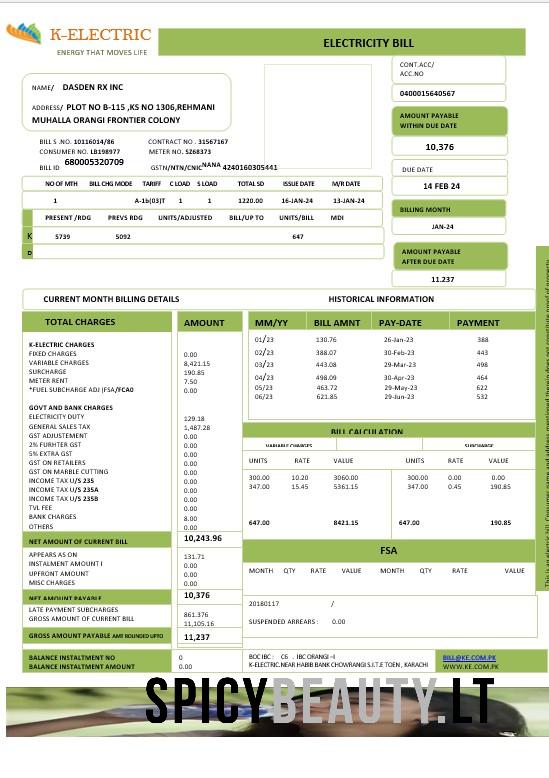 K-ELECTRIC
ENERGY THAT MOVES LIFE
ELECTRICITY BILL
CONT.ACC/
ACC.NO
0400015640567
NAME/ DASDEN RX INC
ADDRESS/ PLOT NO B-115 ,KS NO 1306,REHMANI
MUHALLA ORANGI FRONTIER COLONY
AMOUNT PAYABLE
WITHIN DUE DATE
10,376
BILL S .NO. 10116014/86 CONTRACT NO . 31567167
CONSUMER NO. LB198977 METER NO. SZ68373
BILL ID 680005320709 GSTN/NTN/CNIC NANA 4240160305441
DUE DATE
14 FEB 24
NO OF MTH BILL CHG MODE TARIFF C LOAD S LOAD TOTAL SD ISSUE DATE M/R DATE
1 A-1b(03)T 1 1 1220.00 16-JAN-24 13-JAN-24
BILLING MONTH
JAN-24
PRESENT /RDG PREVS RDG UNITS/ADJUSTED BILL/UP TO UNITS/BILL MDI
K 5739 5092 647
D
AMOUNT PAYABLE
AFTER DUE DATE
11.237
CURRENT MONTH BILLING DETAILS HISTORICAL INFORMATION
TOTAL CHARGES AMOUNT
K-ELECTRIC CHARGES
FIXED CHARGES 0.00
VARIABLE CHARGES 8,421.15
SURCHARGE 190.85
METER RENT 7.50
*FUEL SUBCHARGE ADJ (FSA/FCA0 0.00
GOVT AND BANK CHARGES
ELECTRICITY DUTY 129.18
GENERAL SALES TAX 1,487.28
GST ADJUSTEMENT 0.00
2% FURHTER GST 0.00
5% EXTRA GST 0.00
GST ON RETAILERS 0.00
GST ON MARBLE CUTTING 0.00
INCOME TAX U/S 235 0.00
INCOME TAX U/S 235A 0.00
INCOME TAX U/S 235B 0.00
TVL FEE 0.00
BANK CHARGES 8.00
OTHERS 0.00
NET AMOUNT OF CURRENT BILL 10,243.96
APPEARS AS ON 131.71
INSTALMENT AMOUNT I 0.00
UPFRONT AMOUNT 0.00
MISC CHARGES 0.00
NET AMOUNT PAYABLE 10,376
LATE PAYMENT SUBCHARGES 861.376
GROSS AMOUNT OF CURRENT BILL 11,105.16
GROSS AMOUNT PAYABLE AMT ROUNDED UPTO 11,237
BALANCE INSTALTMENT NO 0
BALANCE INSTALTMENT AMOUNT 0.00
MM/YY BILL AMNT PAY-DATE PAYMENT
01/23 130.76 26-Jan-23 388
02/23 388.07 30-Feb-23 443
03/23 443.08 29-Mar-23 498
04/23 498.09 30-Apr-23 464
05/23 463.72 29-May-23 622
06/23 621.85 29-Jun-23 532
BILL CALCULATION
VARIABLE CHARGES SURCHARGE
UNITS RATE VALUE UNITS RATE VALUE
300.00 10.20 3060.00 300.00 0.00 0.00
347.00 15.45 5361.15 347.00 0.45 190.85
647.00 8421.15 647.00 190.85
FSA
MONTH QTY RATE VALUE MONTH QTY RATE VALUE
20180117 /
SUSPENDED ARREARS : 0.00
BOC IBC : C6 . IBC ORANGI –I
K-ELECTRIC.NEAR HABIB BANK CHOWRANGI S.I.T.E TOEN , KARACHI
BILL@KE.COM.PK
WWW.KE.COM.PK
SPICYBEAUTY.LT